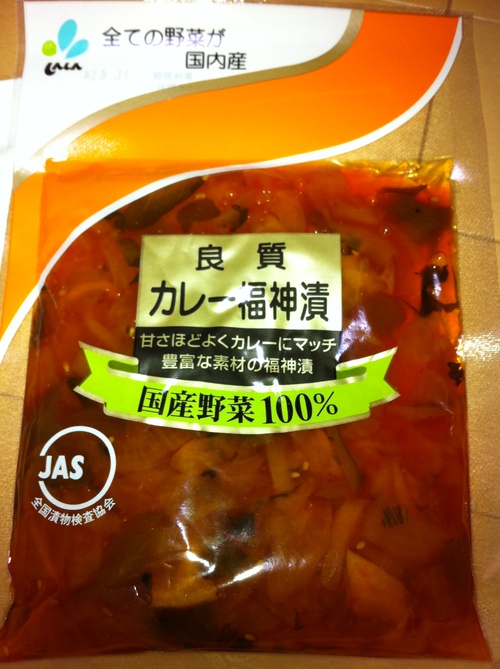 全ての野菜が
国内産
良質
カレー福神漬
甘さほどよくカレーにマッチ
豊富な素材の福神漬
国産野菜100%
JAS
全国漬物検査協会